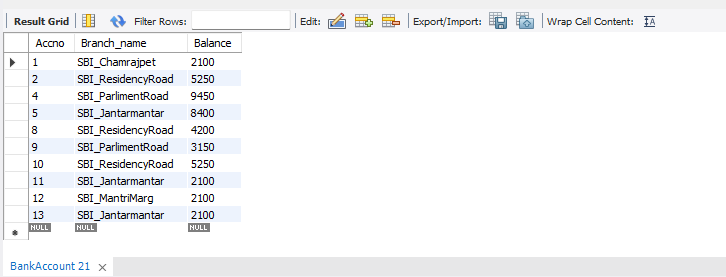 Result Grid Filter Rows: Edit: Export/Import: Wrap Cell Content: IA
Accno Branch_name Balance
1 SBI_Chamrajpet 2100
2 SBI_ResidencyRoad 5250
4 SBI_ParlimentRoad 9450
5 SBI_Jantarmantar 8400
8 SBI_ResidencyRoad 4200
9 SBI_ParlimentRoad 3150
10 SBI_ResidencyRoad 5250
11 SBI_Jantarmantar 2100
12 SBI_MantriMarg 2100
13 SBI_Jantarmantar 2100
NULL NULL NULL
BankAccount 21